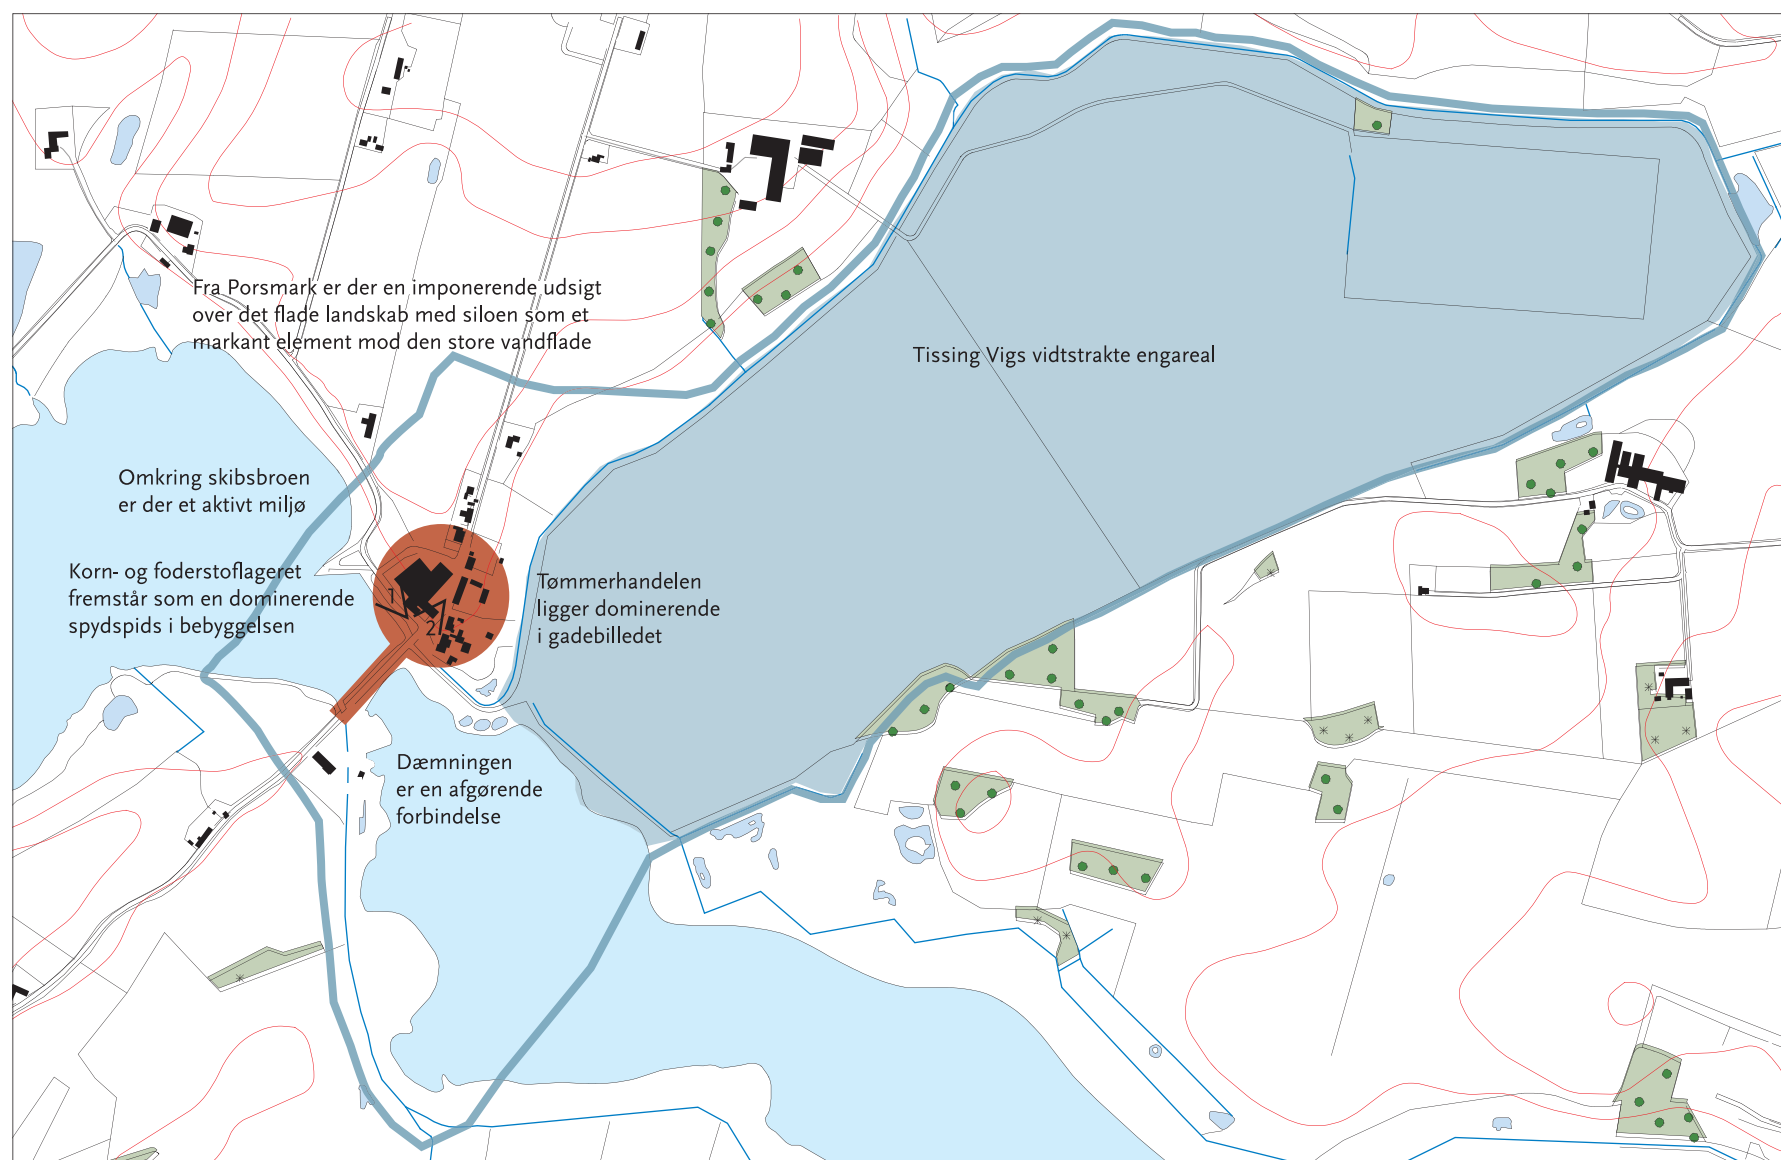 Fra Porsmark er der en imponerende udsigt
over det flade landskab med siloen som et
markant element mod den store vandflade
Tissing Vigs vidtstrakte engareal
Omkring skibsbroen
er der et aktivt miljø
Korn- og foderstoflageret
fremstår som en dominerende
spydspids i bebyggelsen
1
2
Tømmerhandelen
ligger dominerende
i gadebilledet
Dæmningen
er en afgørende
forbindelse